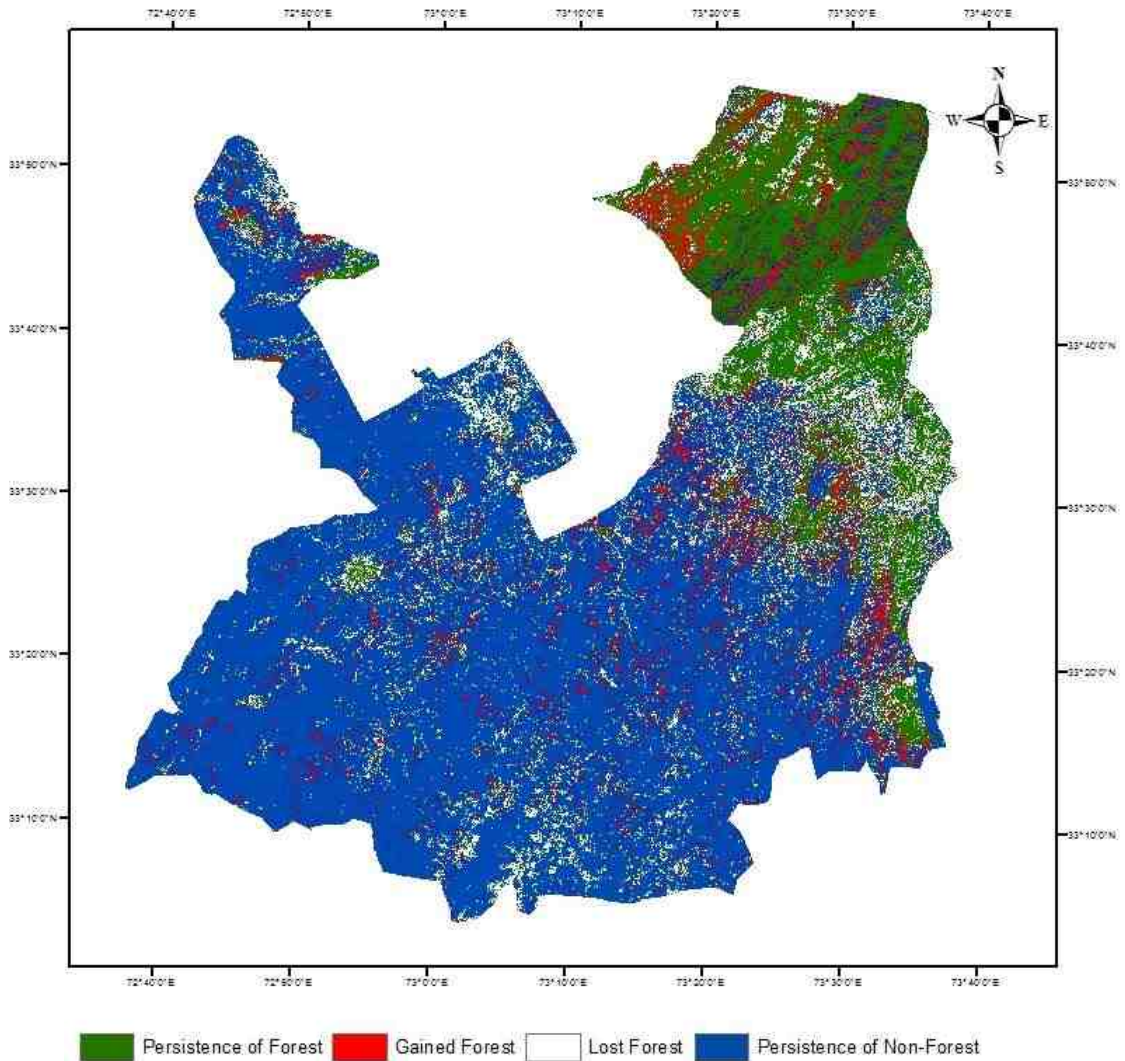 72°40'0"E 72°50'0"E 73°0'0"E 73°10'0"E 73°20'0"E 73°30'0"E 73°40'0"E
N
W E
S
33°50'0"N 33°50'0"N
33°40'0"N 33°40'0"N
33°30'0"N 33°30'0"N
33°20'0"N 33°20'0"N
33°10'0"N 33°10'0"N
72°40'0"E 72°50'0"E 73°0'0"E 73°10'0"E 73°20'0"E 73°30'0"E 73°40'0"E
Persistence of Forest Gained Forest Lost Forest Persistence of Non-Forest